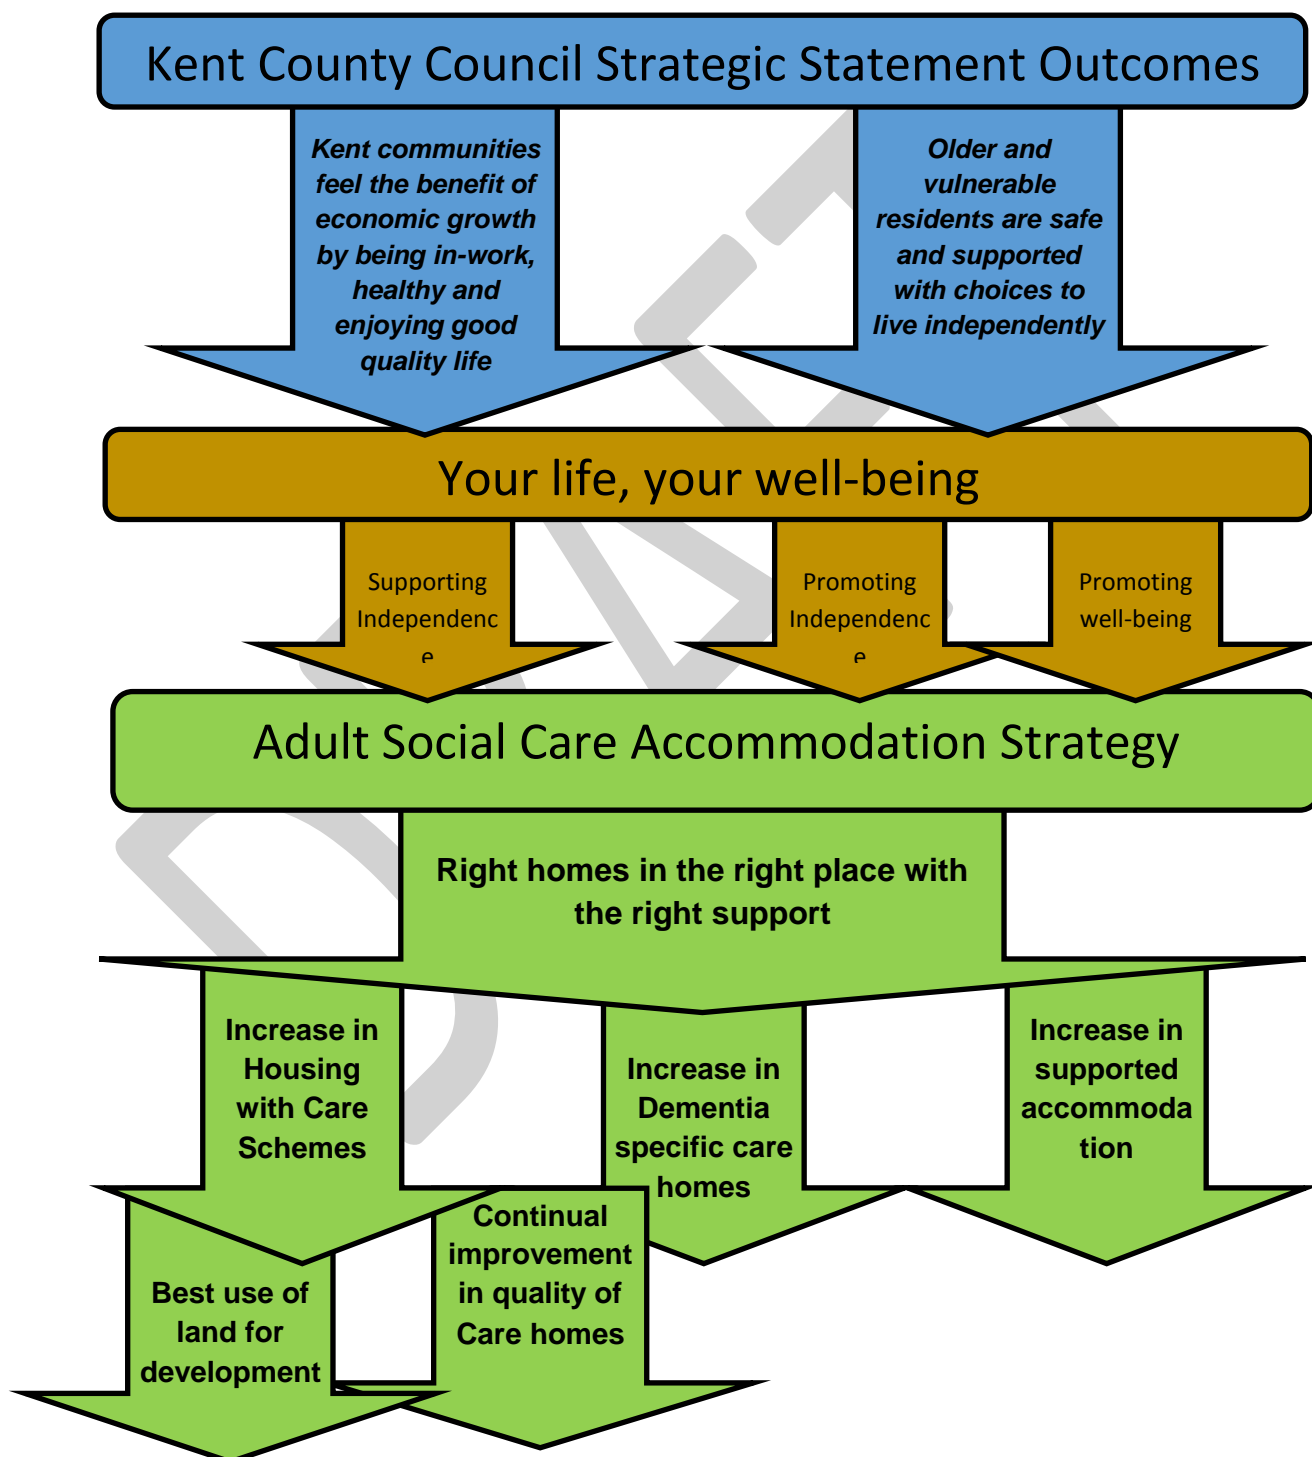 Kent County Council Strategic Statement Outcomes
Kent communities
feel the benefit of
economic growth
by being in-work,
healthy and
enjoying good
quality life
Older and
vulnerable
residents are safe
and supported
with choices to
live independently
Your life, your well-being
Supporting
Independenc
e
Promoting
Independenc
e
Promoting
well-being
Adult Social Care Accommodation Strategy
Right homes in the right place with
the right support
Increase in
Housing
with Care
Schemes
Increase in
Dementia
specific care
homes
Increase in
supported
accommoda
tion
Best use of
land for
development
Continual
improvement
in quality of
Care homes
DRAFT